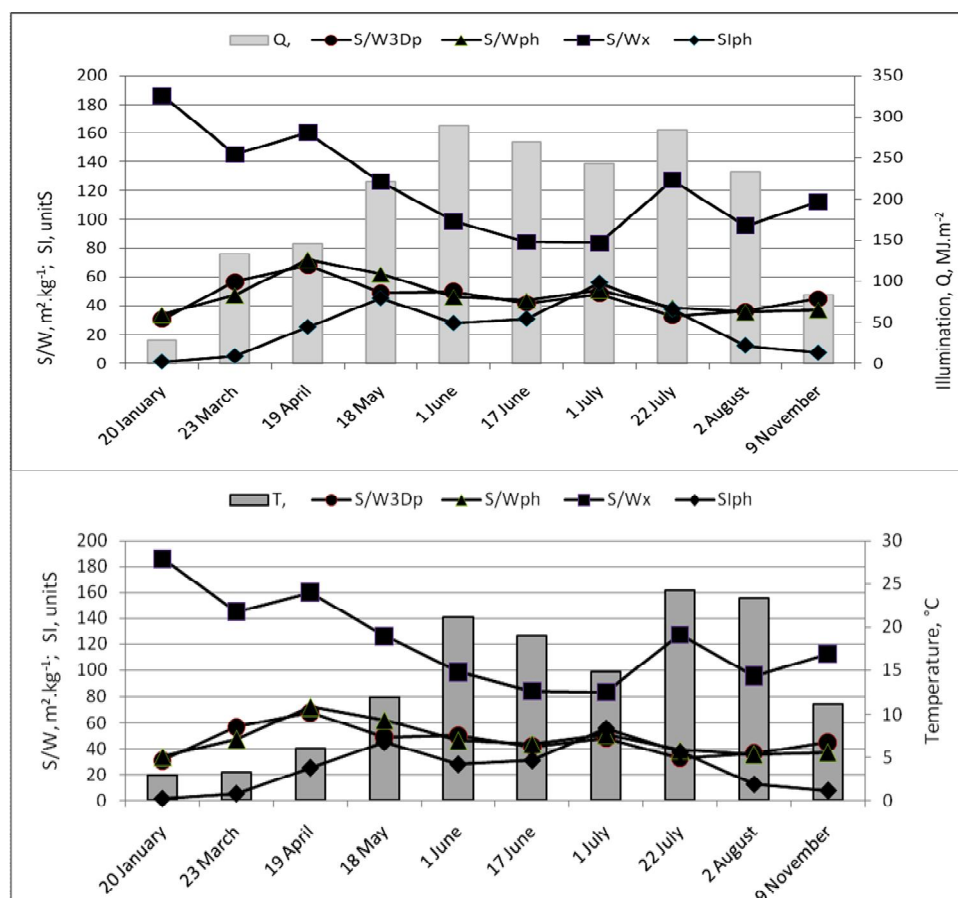 Q, S/W3Dp S/Wph S/Wx SIph
200 350
180 300
160
140 250
120 200
100
80 150
60 100
40
20 50
0 0
S/W, m².kg⁻¹; SI, unitS
Illumination, Q, MJ.m⁻²
20 January 23 March 19 April 18 May 1 June 17 June 1 July 22 July 2 August 9 November
T, S/W3Dp S/Wph S/Wx SIph
200 30
180
160 25
140 20
120
100 15
80
60 10
40 5
20
0 0
S/W, m².kg⁻¹; SI, unitS
Temperature, °C
20 January 23 March 19 April 18 May 1 June 17 June 1 July 22 July 2 August 9 November